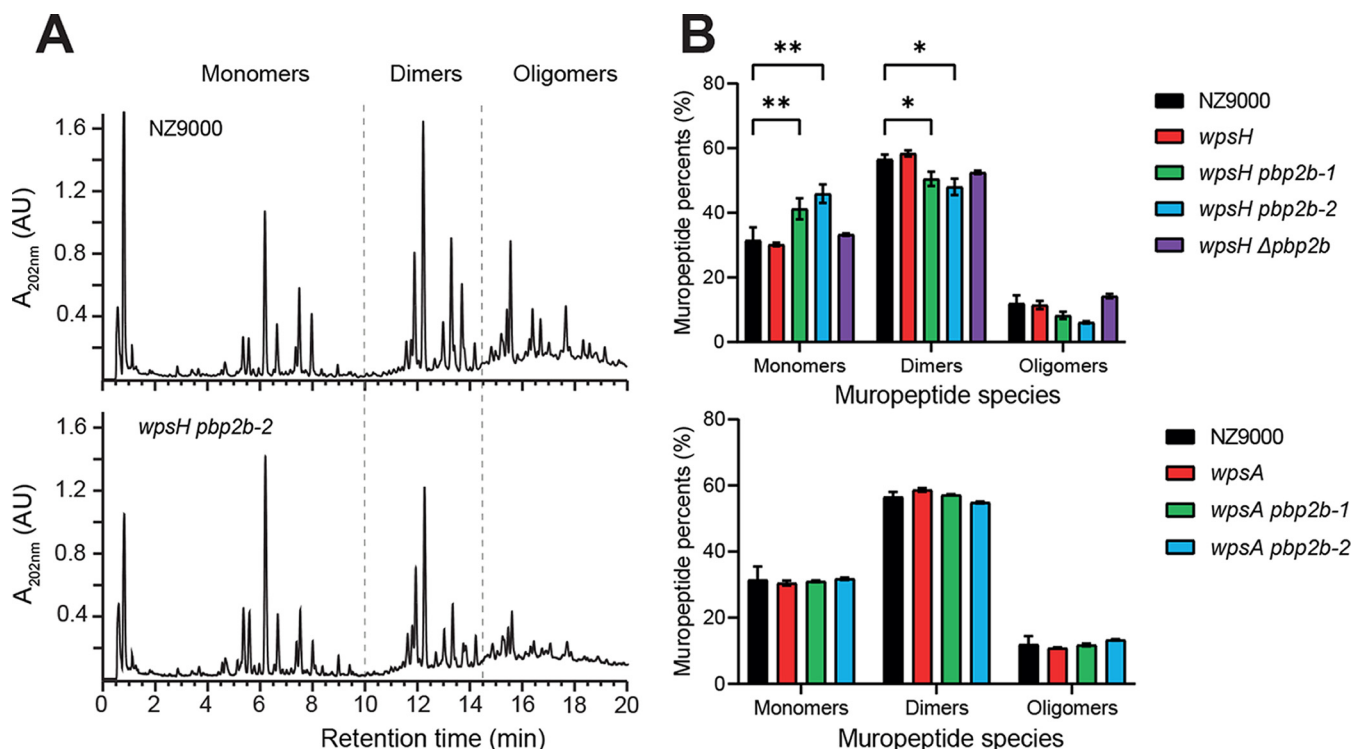 A
Monomers Dimers Oligomers
NZ9000
1.6
1.2
0.8
0.4
A202nm (AU)
wpsH pbp2b-2
1.6
1.2
0.8
0.4
A202nm (AU)
0 2 4 6 8 10 12 14 16 18 20
Retention time (min)
B
** *
** *
80
60
40
20
0
Muropeptide percents (%)
Monomers Dimers Oligomers
Muropeptide species
NZ9000
wpsH
wpsH pbp2b-1
wpsH pbp2b-2
wpsH Δpbp2b
80
60
40
20
0
Muropeptide percents (%)
Monomers Dimers Oligomers
Muropeptide species
NZ9000
wpsA
wpsA pbp2b-1
wpsA pbp2b-2